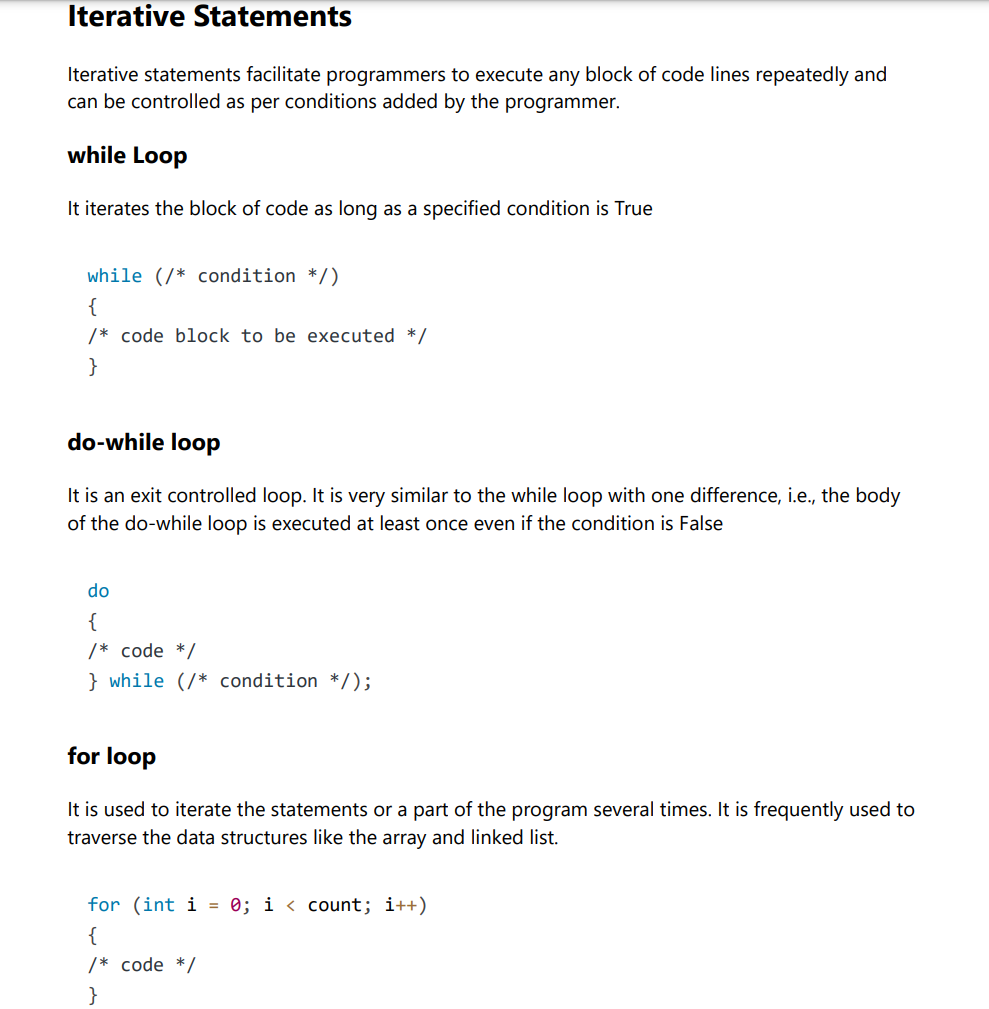 Iterative Statements
Iterative statements facilitate programmers to execute any block of code lines repeatedly and
can be controlled as per conditions added by the programmer.
while Loop
It iterates the block of code as long as a specified condition is True
while (/* condition */)
{
/* code block to be executed */
}
do-while loop
It is an exit controlled loop. It is very similar to the while loop with one difference, i.e., the body
of the do-while loop is executed at least once even if the condition is False
do
{
/* code */
} while (/* condition */);
for loop
It is used to iterate the statements or a part of the program several times. It is frequently used to
traverse the data structures like the array and linked list.
for (int i = 0; i < count; i++)
{
/* code */
}